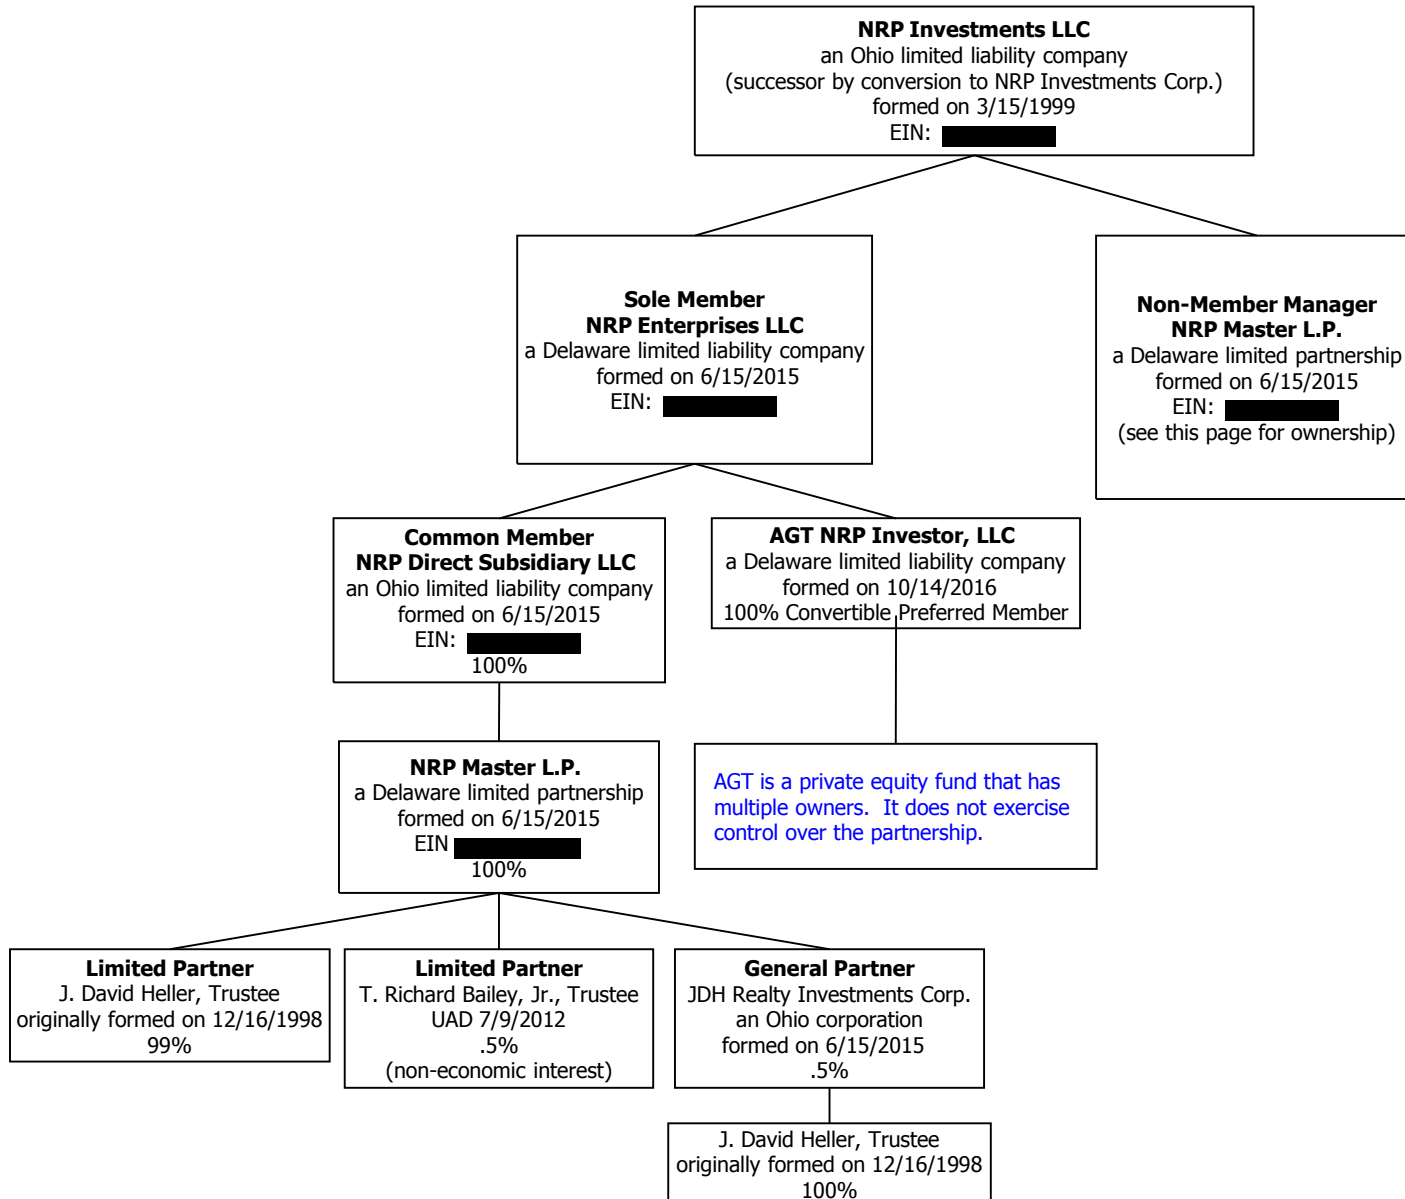 NRP Investments LLC
an Ohio limited liability company
(successor by conversion to NRP Investments Corp.)
formed on 3/15/1999
EIN:
Sole Member
NRP Enterprises LLC
a Delaware limited liability company
formed on 6/15/2015
EIN:
Non-Member Manager
NRP Master L.P.
a Delaware limited partnership
formed on 6/15/2015
EIN:
(see this page for ownership)
Common Member
NRP Direct Subsidiary LLC
an Ohio limited liability company
formed on 6/15/2015
EIN:
100%
AGT NRP Investor, LLC
a Delaware limited liability company
formed on 10/14/2016
100% Convertible Preferred Member
NRP Master L.P.
a Delaware limited partnership
formed on 6/15/2015
EIN
100%
AGT is a private equity fund that has
multiple owners.  It does not exercise
control over the partnership.
Limited Partner
J. David Heller, Trustee
originally formed on 12/16/1998
99%
Limited Partner
T. Richard Bailey, Jr., Trustee
UAD 7/9/2012
.5%
(non-economic interest)
General Partner
JDH Realty Investments Corp.
an Ohio corporation
formed on 6/15/2015
.5%
J. David Heller, Trustee
originally formed on 12/16/1998
100%